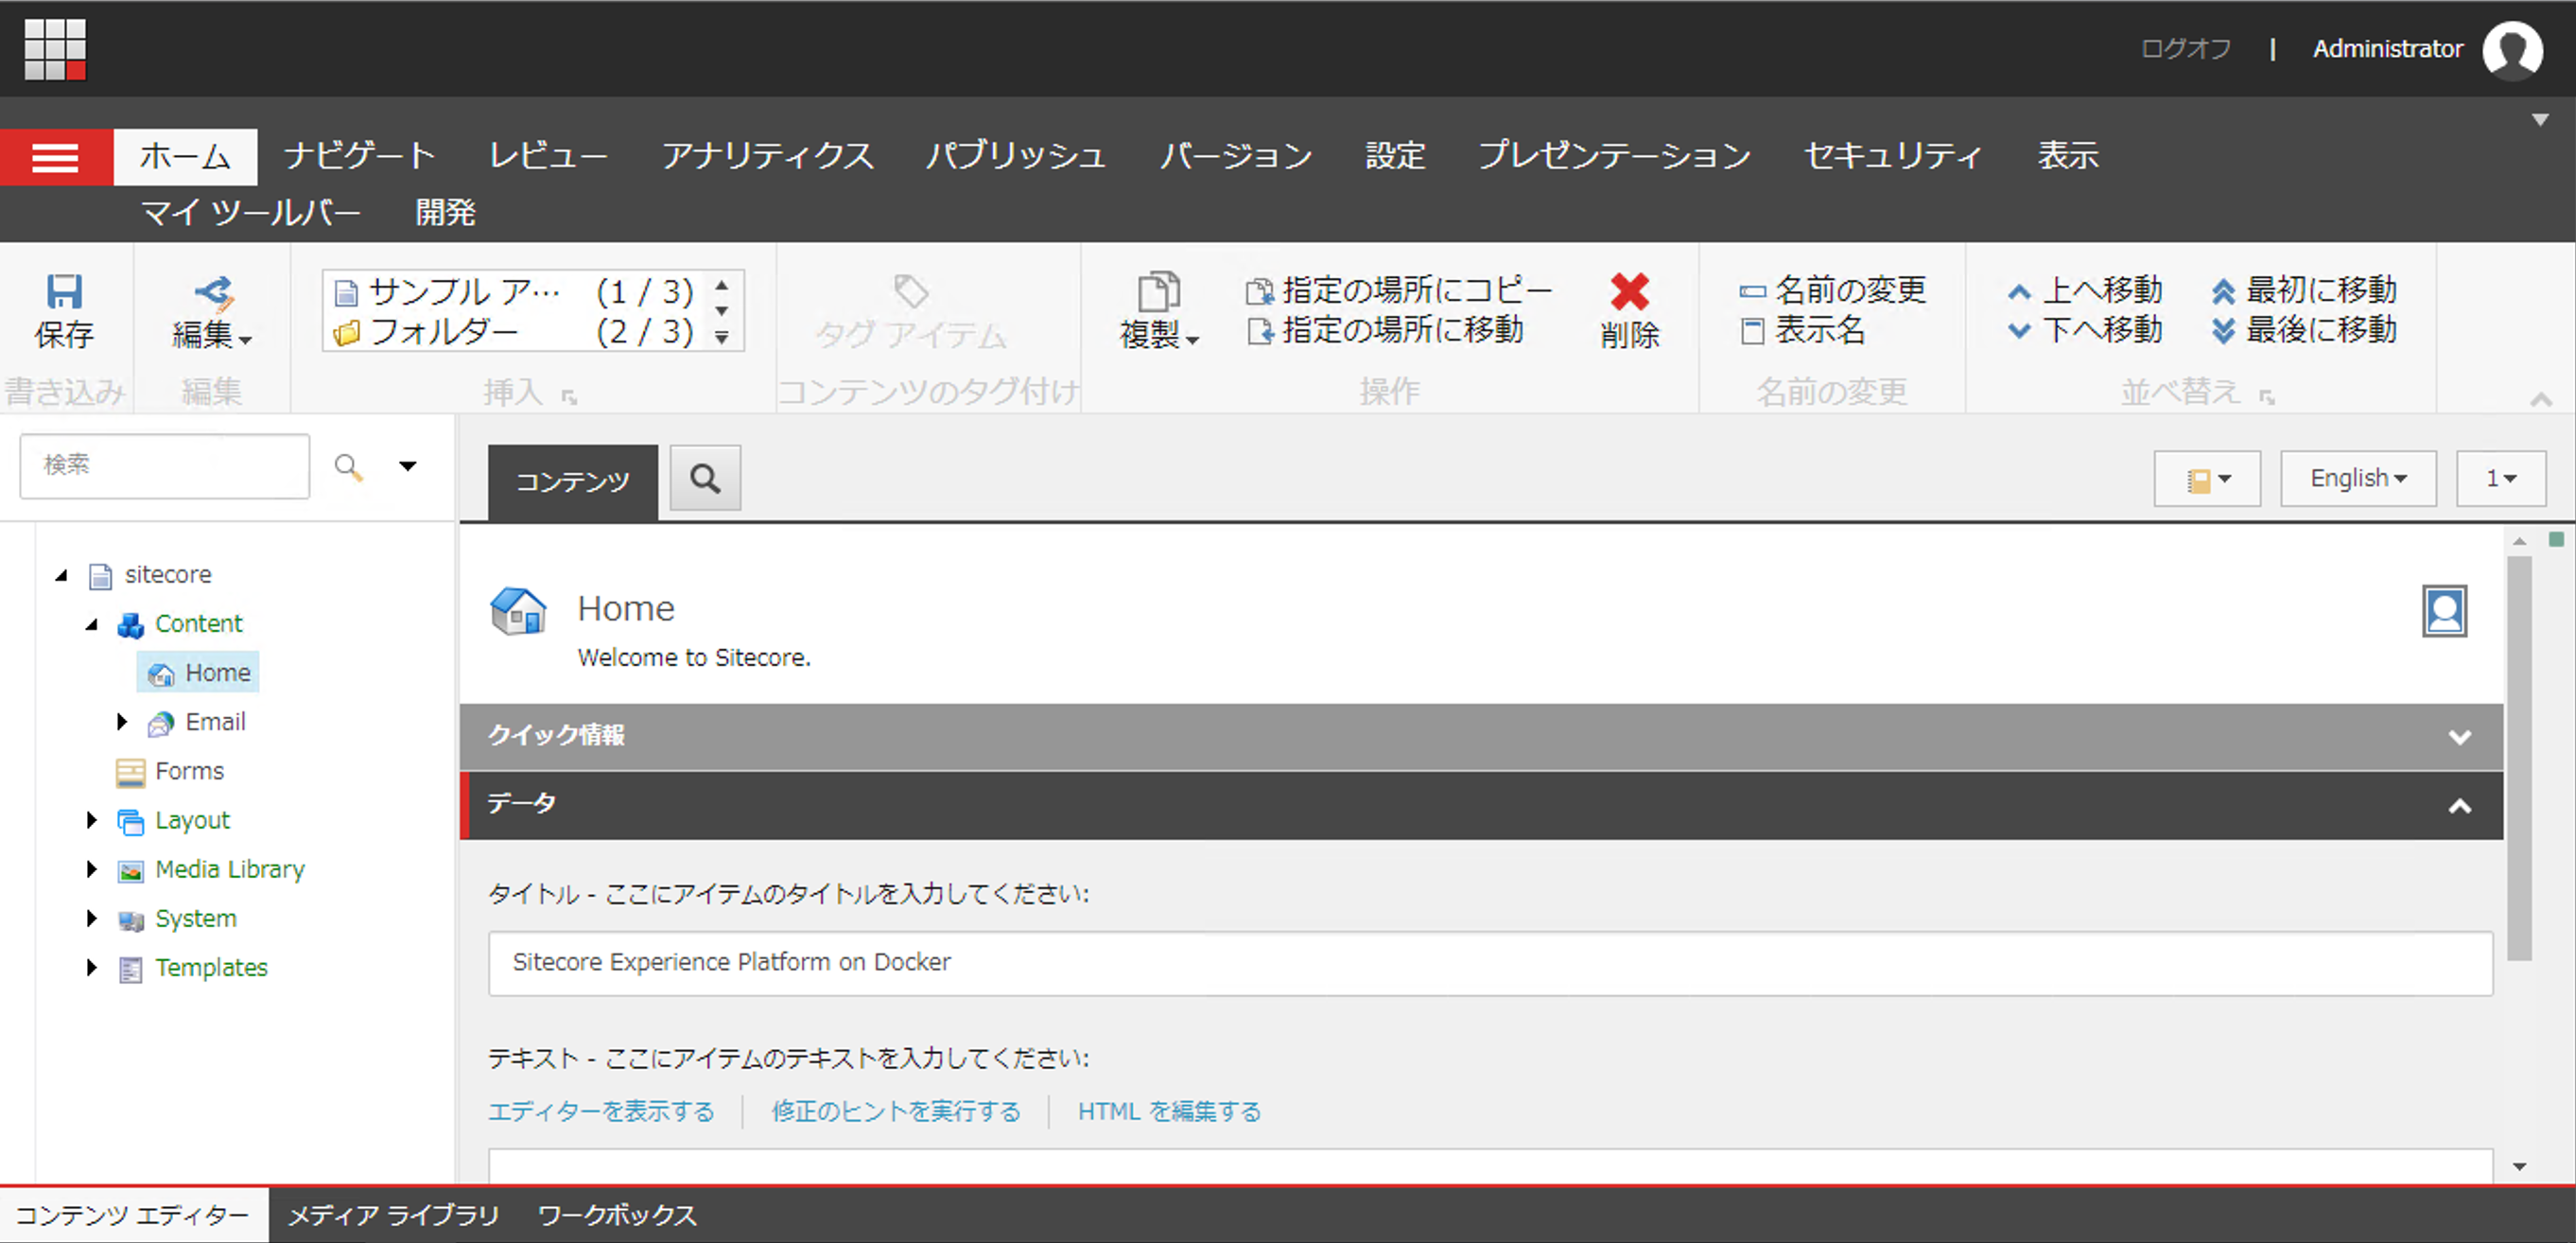 ログオフ | Administrator
ホーム ナビゲート レビュー アナリティクス パブリッシュ バージョン 設定 プレゼンテーション セキュリティ 表示
マイ ツールバー 開発
保存
書き込み
編集
編集
サンプル ア… (1 / 3)
フォルダー (2 / 3)
挿入
タグ アイテム
コンテンツのタグ付け
複製
指定の場所にコピー
指定の場所に移動
削除
操作
名前の変更
表示名
名前の変更
上へ移動 最初に移動
下へ移動 最後に移動
並べ替え
検索
sitecore
Content
Home
Email
Forms
Layout
Media Library
System
Templates
コンテンツ
English 1
Home
Welcome to Sitecore.
クイック情報
データ
タイトル - ここにアイテムのタイトルを入力してください:
Sitecore Experience Platform on Docker
テキスト - ここにアイテムのテキストを入力してください:
エディターを表示する 修正のヒントを実行する HTML を編集する
コンテンツ エディター メディア ライブラリ ワークボックス